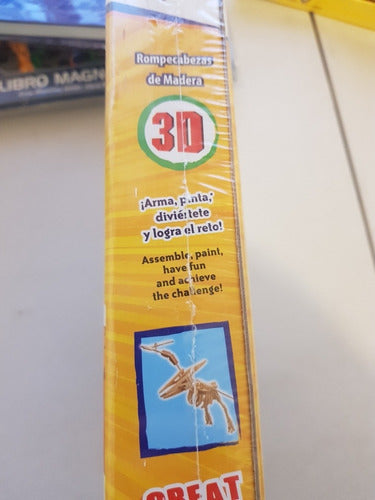 LIBRO MAGN
Rompecabezas
de Madera
3D
¡Arma, pinta,
diviértete
y logra el reto!
Assemble, paint,
have fun
and achieve
the challenge!
GREAT